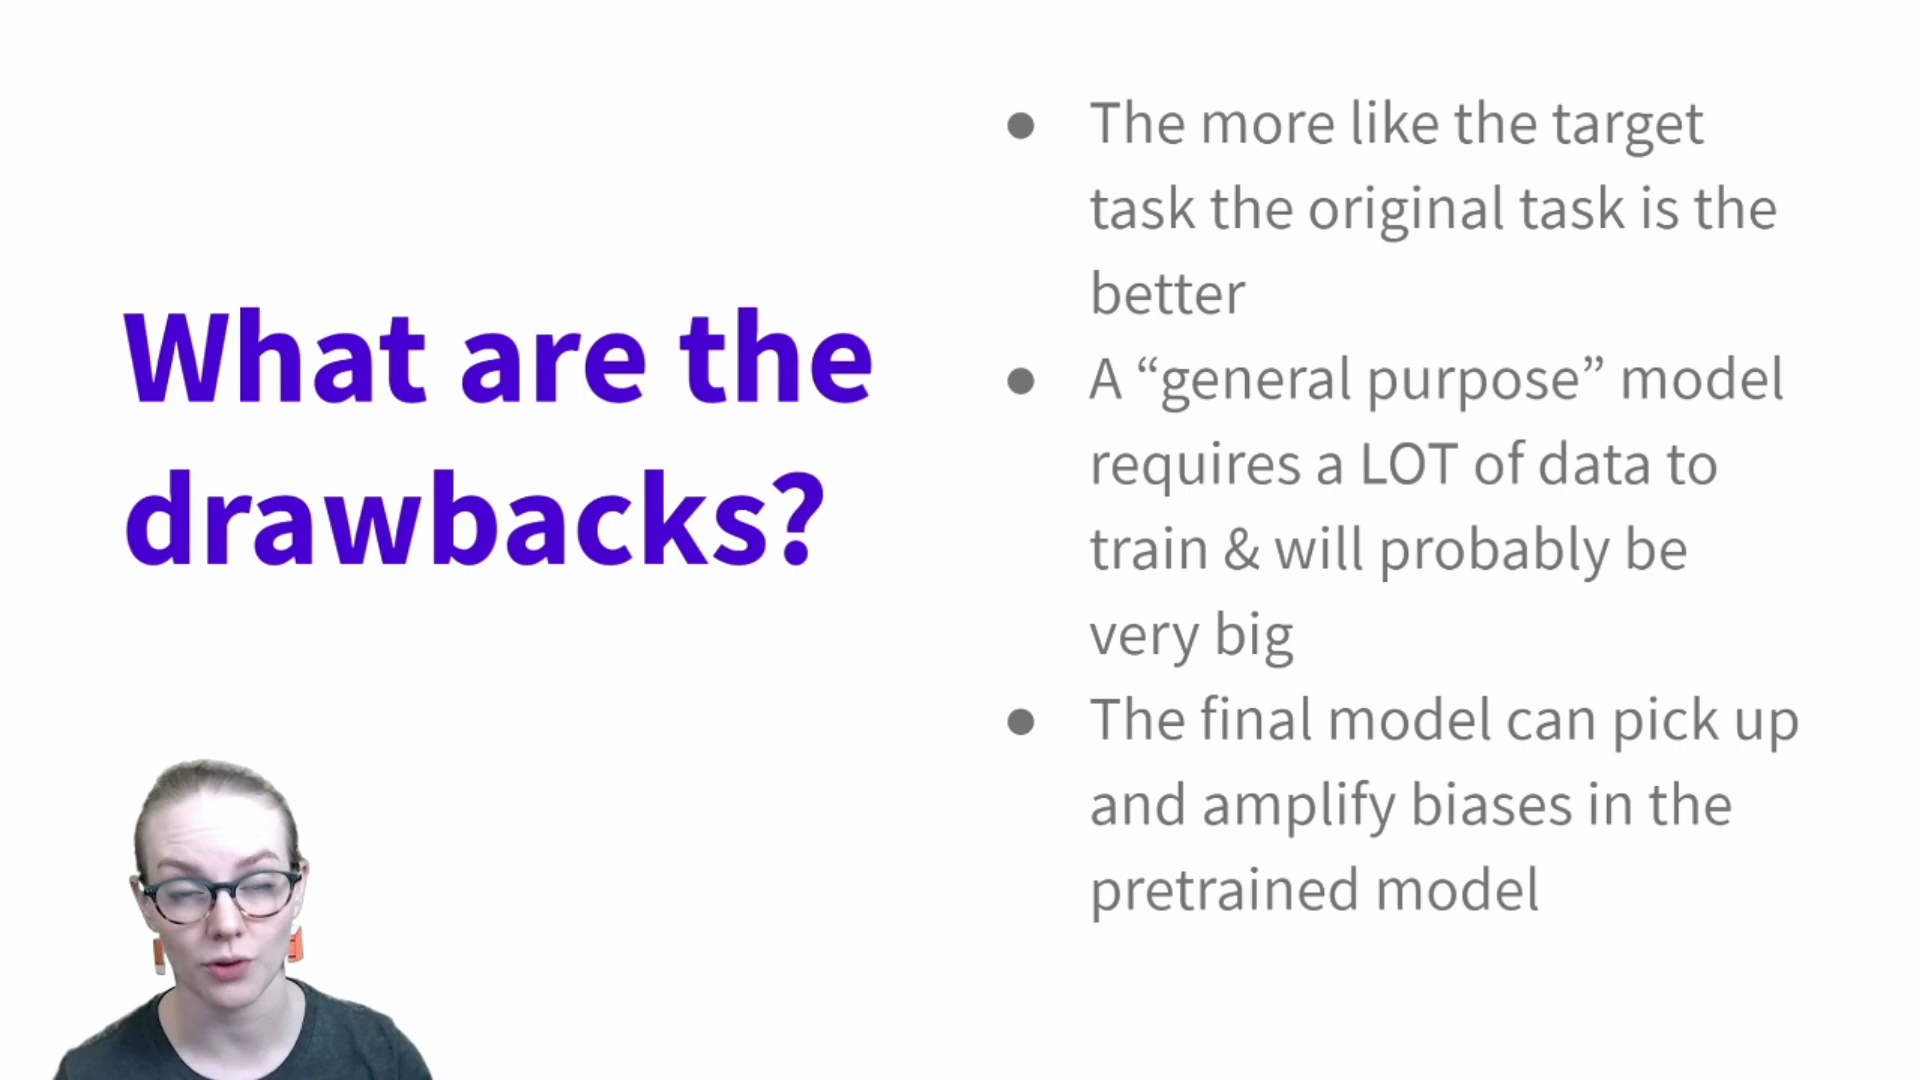 What are the
drawbacks?
● The more like the target
task the original task is the
better
● A “general purpose” model
requires a LOT of data to
train & will probably be
very big
● The final model can pick up
and amplify biases in the
pretrained model